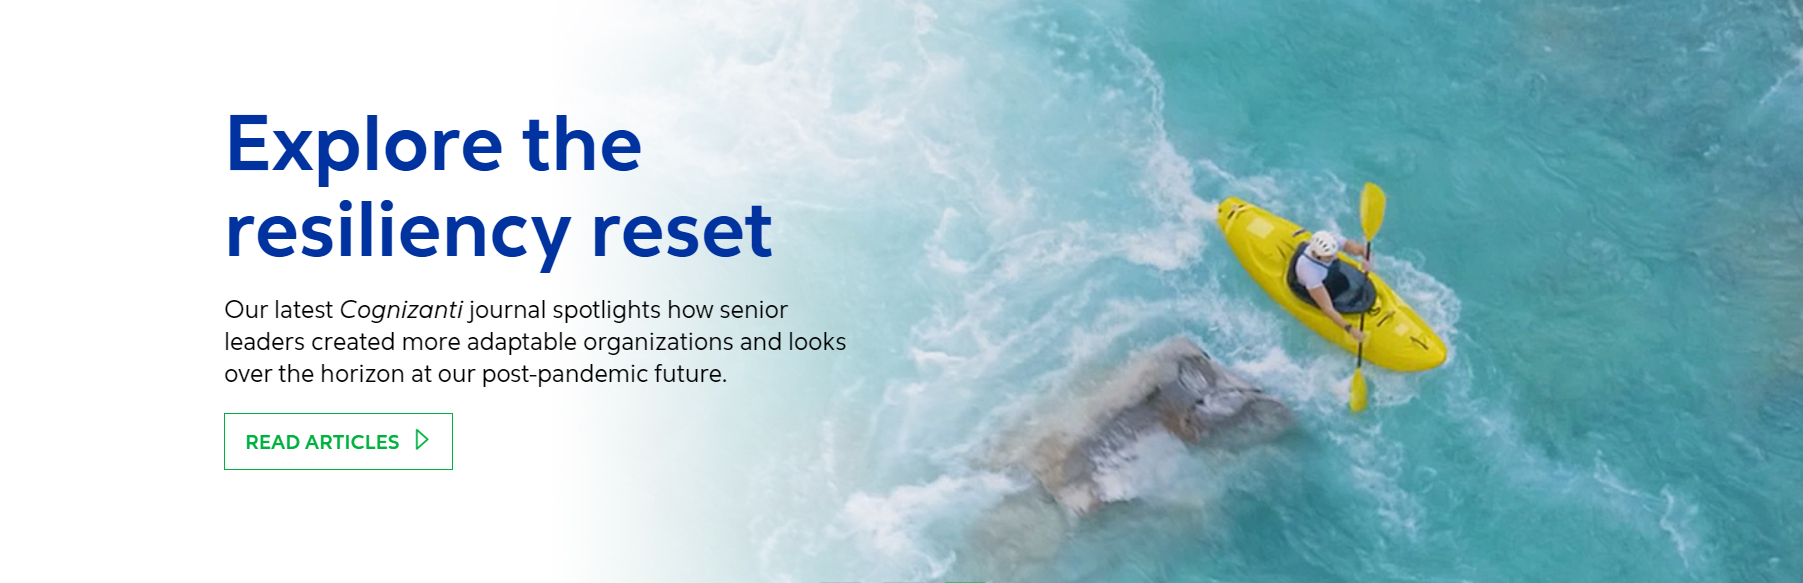 Explore the
resiliency reset
Our latest Cognizanti journal spotlights how senior
leaders created more adaptable organizations and looks
over the horizon at our post-pandemic future.
READ ARTICLES